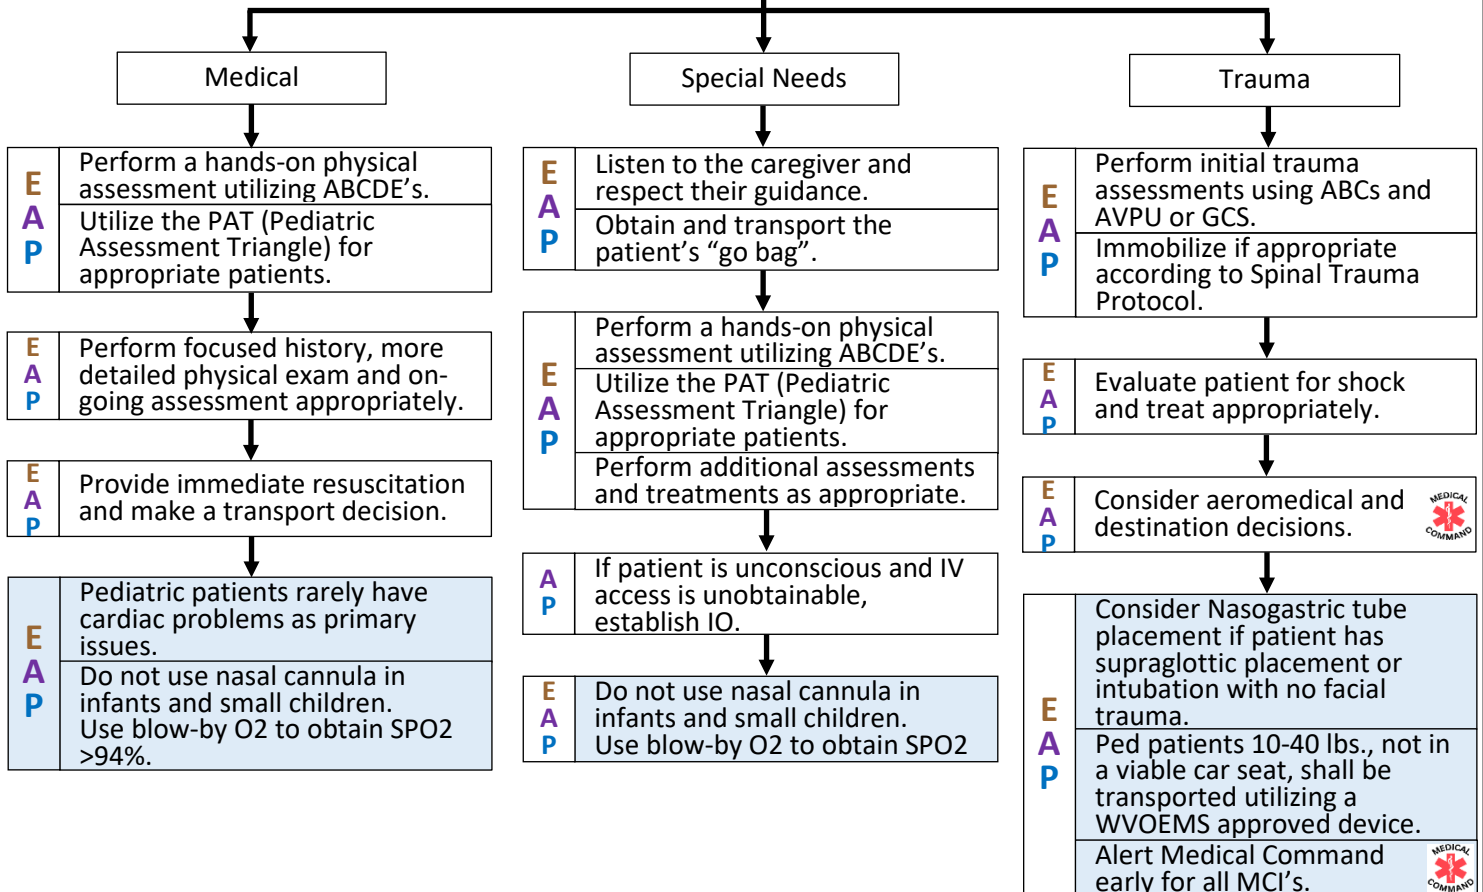 Medical
E
A
P
Perform a hands-on physical
assessment utilizing ABCDE’s.
Utilize the PAT (Pediatric
Assessment Triangle) for
appropriate patients.
E
A
P
Perform focused history, more
detailed physical exam and on-
going assessment appropriately.
E
A
P
Provide immediate resuscitation
and make a transport decision.
E
A
P
Pediatric patients rarely have
cardiac problems as primary
issues.
Do not use nasal cannula in
infants and small children.
Use blow-by O2 to obtain SPO2
>94%.
Special Needs
E
A
P
Listen to the caregiver and
respect their guidance.
Obtain and transport the
patient’s “go bag”.
E
A
P
Perform a hands-on physical
assessment utilizing ABCDE’s.
Utilize the PAT (Pediatric
Assessment Triangle) for
appropriate patients.
Perform additional assessments
and treatments as appropriate.
A
P
If patient is unconscious and IV
access is unobtainable,
establish IO.
E
A
P
Do not use nasal cannula in
infants and small children.
Use blow-by O2 to obtain SPO2
Trauma
E
A
P
Perform initial trauma
assessments using ABCs and
AVPU or GCS.
Immobilize if appropriate
according to Spinal Trauma
Protocol.
E
A
P
Evaluate patient for shock
and treat appropriately.
E
A
P
Consider aeromedical and
destination decisions.
MEDICAL
COMMAND
E
A
P
Consider Nasogastric tube
placement if patient has
supraglottic placement or
intubation with no facial
trauma.
Ped patients 10-40 lbs., not in
a viable car seat, shall be
transported utilizing a
WVOEMS approved device.
Alert Medical Command
early for all MCI’s.
MEDICAL
COMMAND